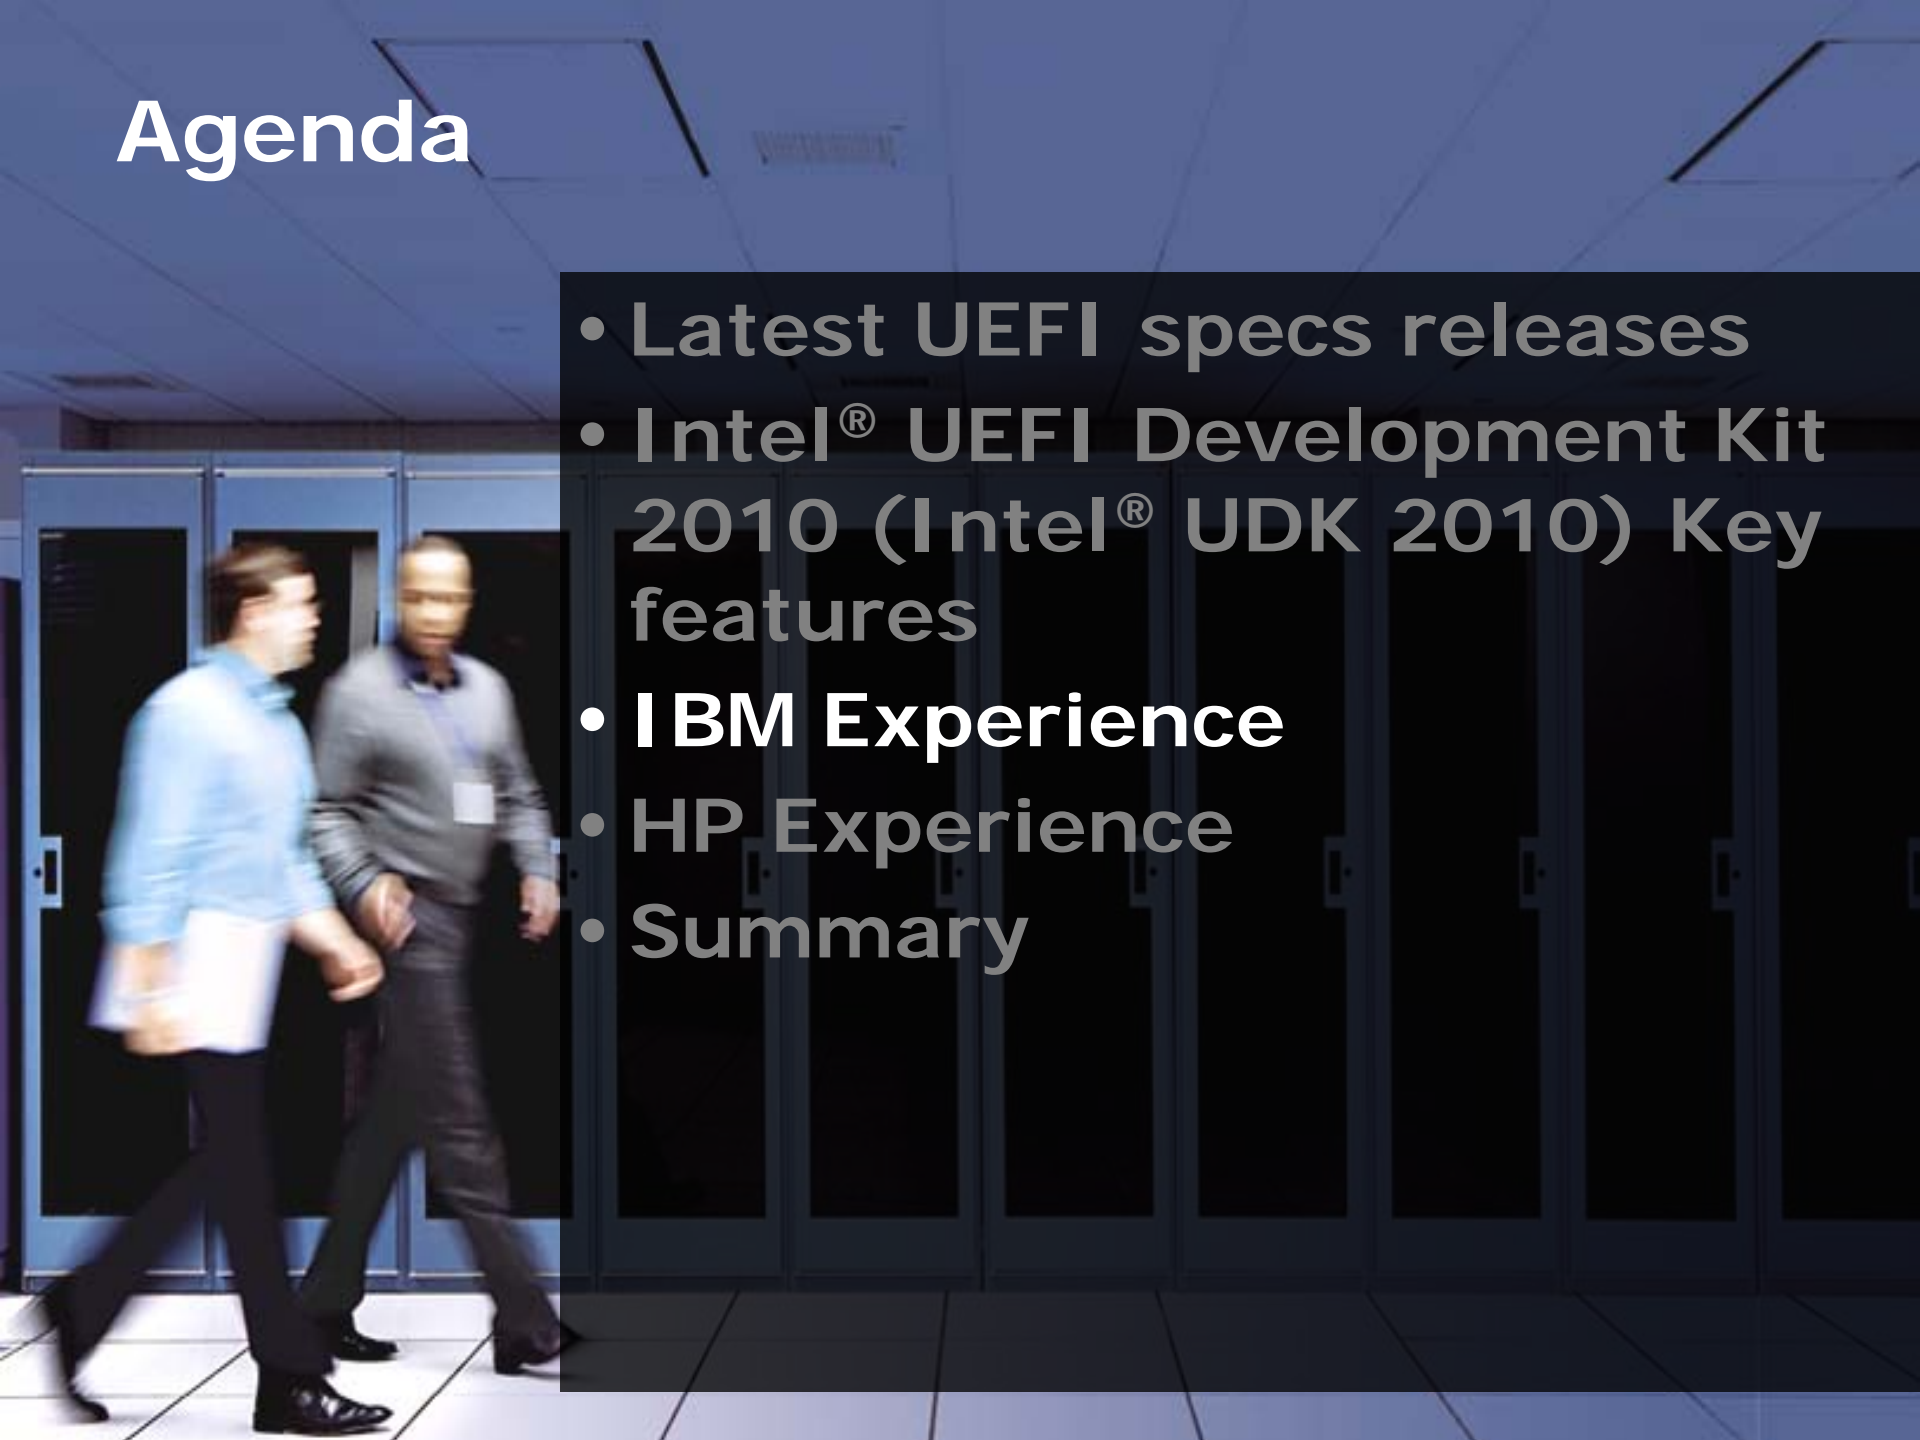 Agenda
• Latest UEFI specs releases
• Intel® UEFI Development Kit
2010 (Intel® UDK 2010) Key
features
• IBM Experience
• HP Experience
• Summary